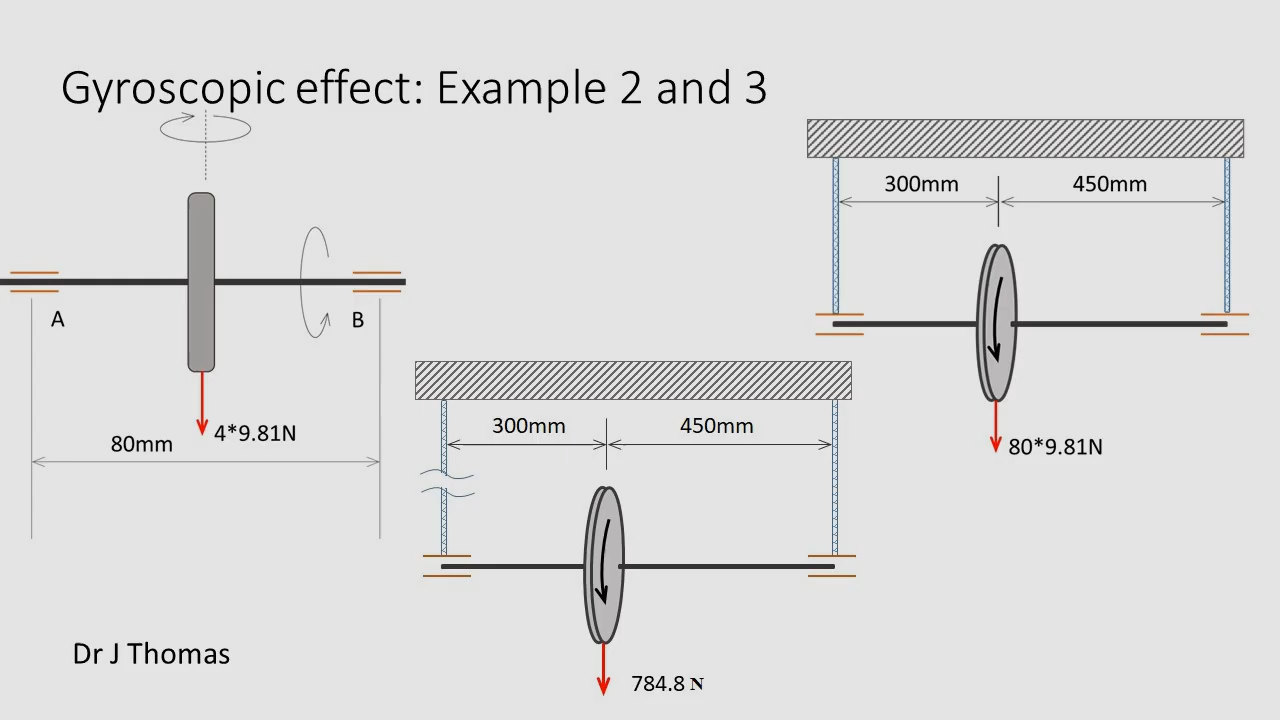 Gyroscopic effect: Example 2 and 3
A
B
4*9.81N
80mm
300mm
450mm
784.8 N
300mm
450mm
80*9.81N
Dr J Thomas